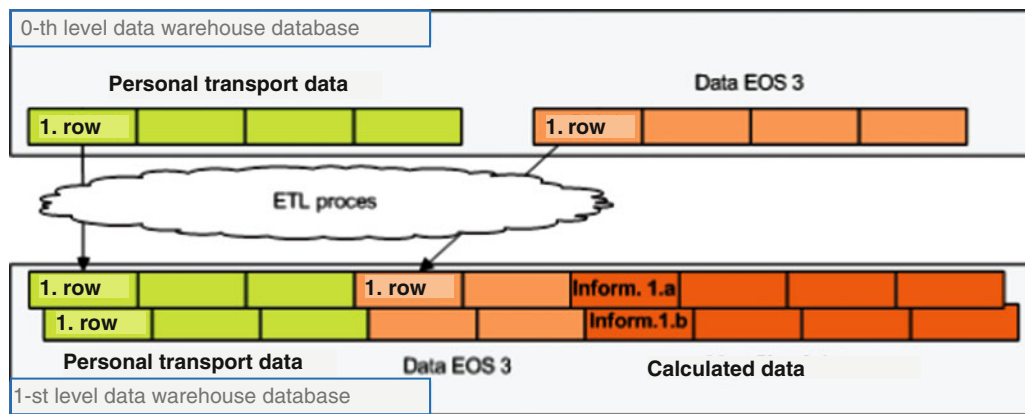 0-th level data warehouse database
Personal transport data
Data EOS 3
1. row
1. row
ETL proces
1. row
1. row
Inform. 1.a
1. row
Inform.1.b
Personal transport data
Data EOS 3
Calculated data
1-st level data warehouse database